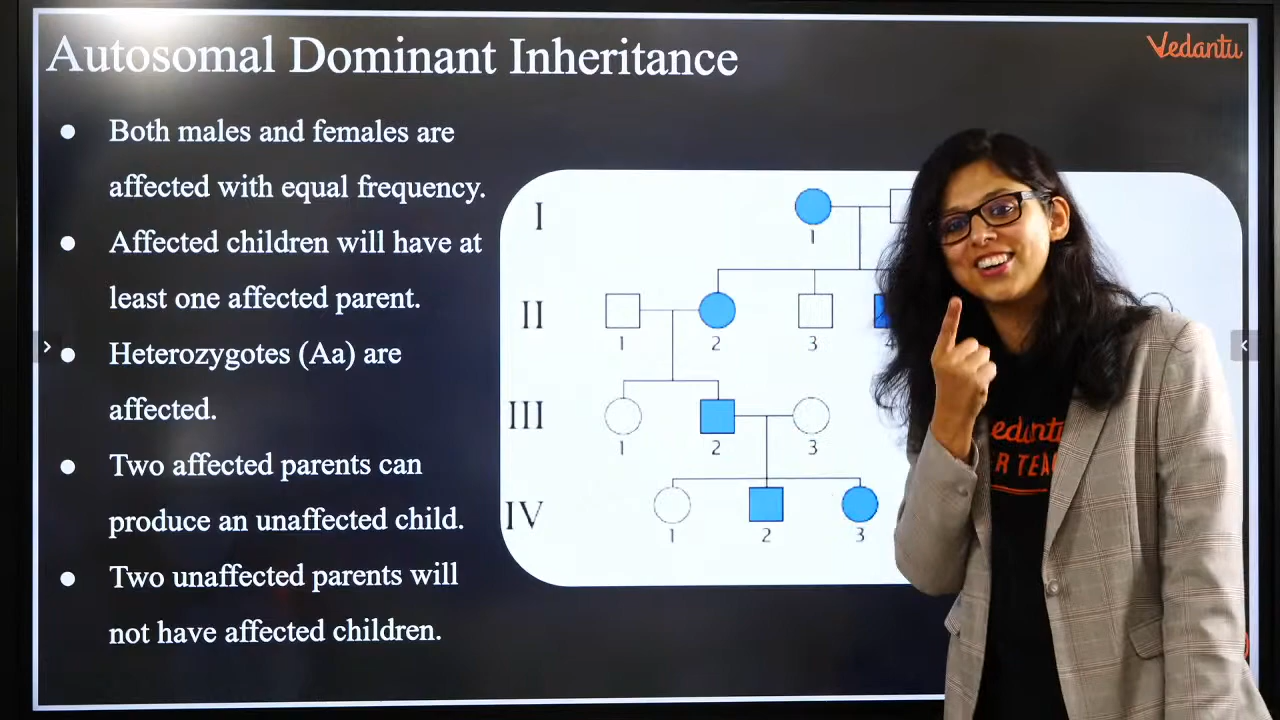 Autosomal Dominant Inheritance
Vedantu
● Both males and females are
affected with equal frequency.
● Affected children will have at
least one affected parent.
● Heterozygotes (Aa) are
affected.
● Two affected parents can
produce an unaffected child.
● Two unaffected parents will
not have affected children.
I
1
II
1 2 3
III
1 2 3
IV
1 2 3